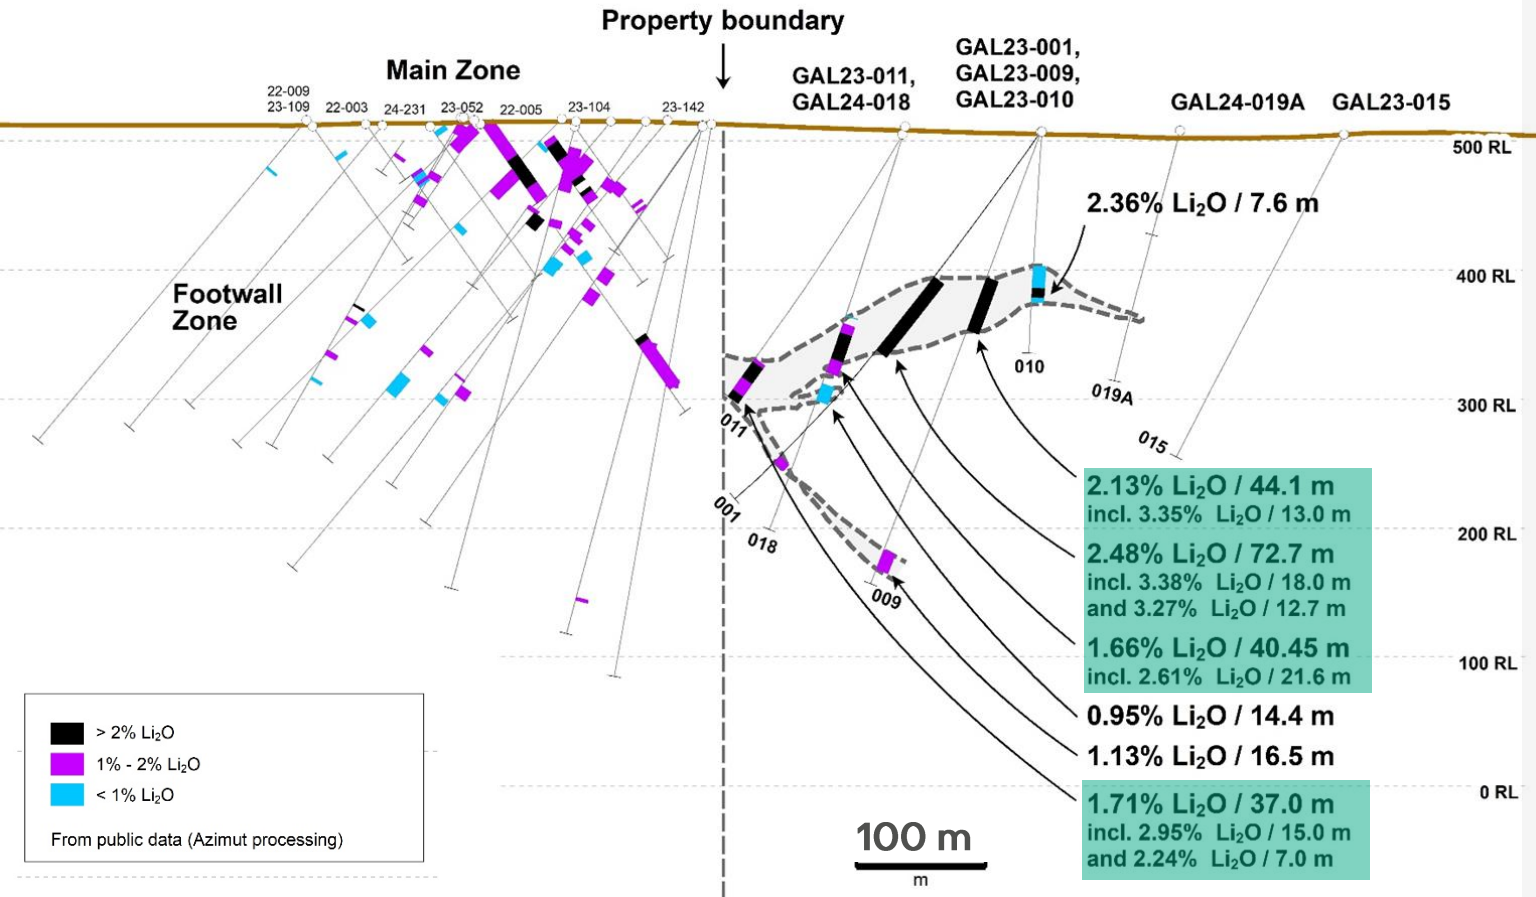 Property boundary
Main Zone
GAL23-011,
GAL24-018
GAL23-001,
GAL23-009,
GAL23-010
GAL24-019A
GAL23-015
22-009
23-109
22-003
24-231
23-052
22-005
23-104
23-142
500 RL
2.36% Li₂O / 7.6 m
400 RL
Footwall
Zone
010
019A
300 RL
011
015
2.13% Li₂O / 44.1 m
incl. 3.35% Li₂O / 13.0 m
001
018
200 RL
2.48% Li₂O / 72.7 m
incl. 3.38% Li₂O / 18.0 m
and 3.27% Li₂O / 12.7 m
009
1.66% Li₂O / 40.45 m
incl. 2.61% Li₂O / 21.6 m
100 RL
0.95% Li₂O / 14.4 m
1.13% Li₂O / 16.5 m
0 RL
1.71% Li₂O / 37.0 m
incl. 2.95% Li₂O / 15.0 m
and 2.24% Li₂O / 7.0 m
> 2% Li₂O
1% - 2% Li₂O
< 1% Li₂O
From public data (Azimut processing)
100 m
m